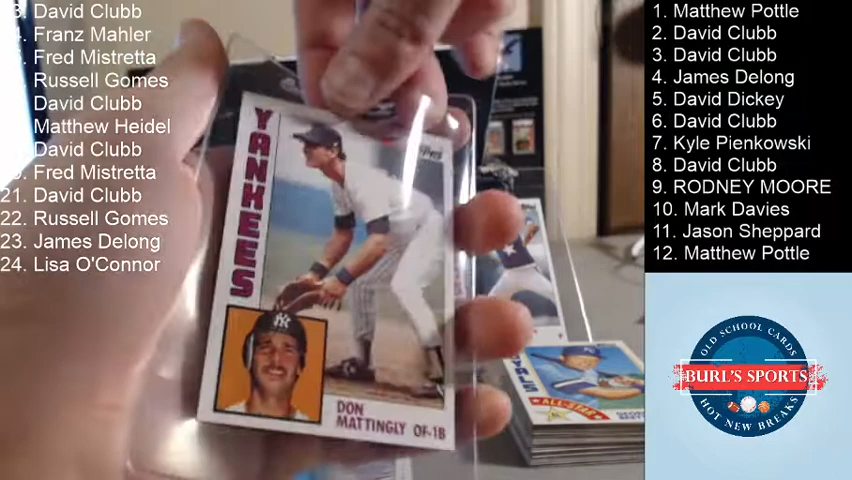 David Clubb
Franz Mahler
Fred Mistretta
Russell Gomes
David Clubb
Matthew Heidel
David Clubb
Fred Mistretta
21. David Clubb
22. Russell Gomes
23. James Delong
24. Lisa O'Connor
YANKEES
DON
MATTINGLY OF-1B
ALL-STAR
1. Matthew Pottle
2. David Clubb
3. David Clubb
4. James Delong
5. David Dickey
6. David Clubb
7. Kyle Pienkowski
8. David Clubb
9. RODNEY MOORE
10. Mark Davies
11. Jason Sheppard
12. Matthew Pottle
OLD SCHOOL CARDS
BURL'S SPORTS
HOT NEW BREAKS